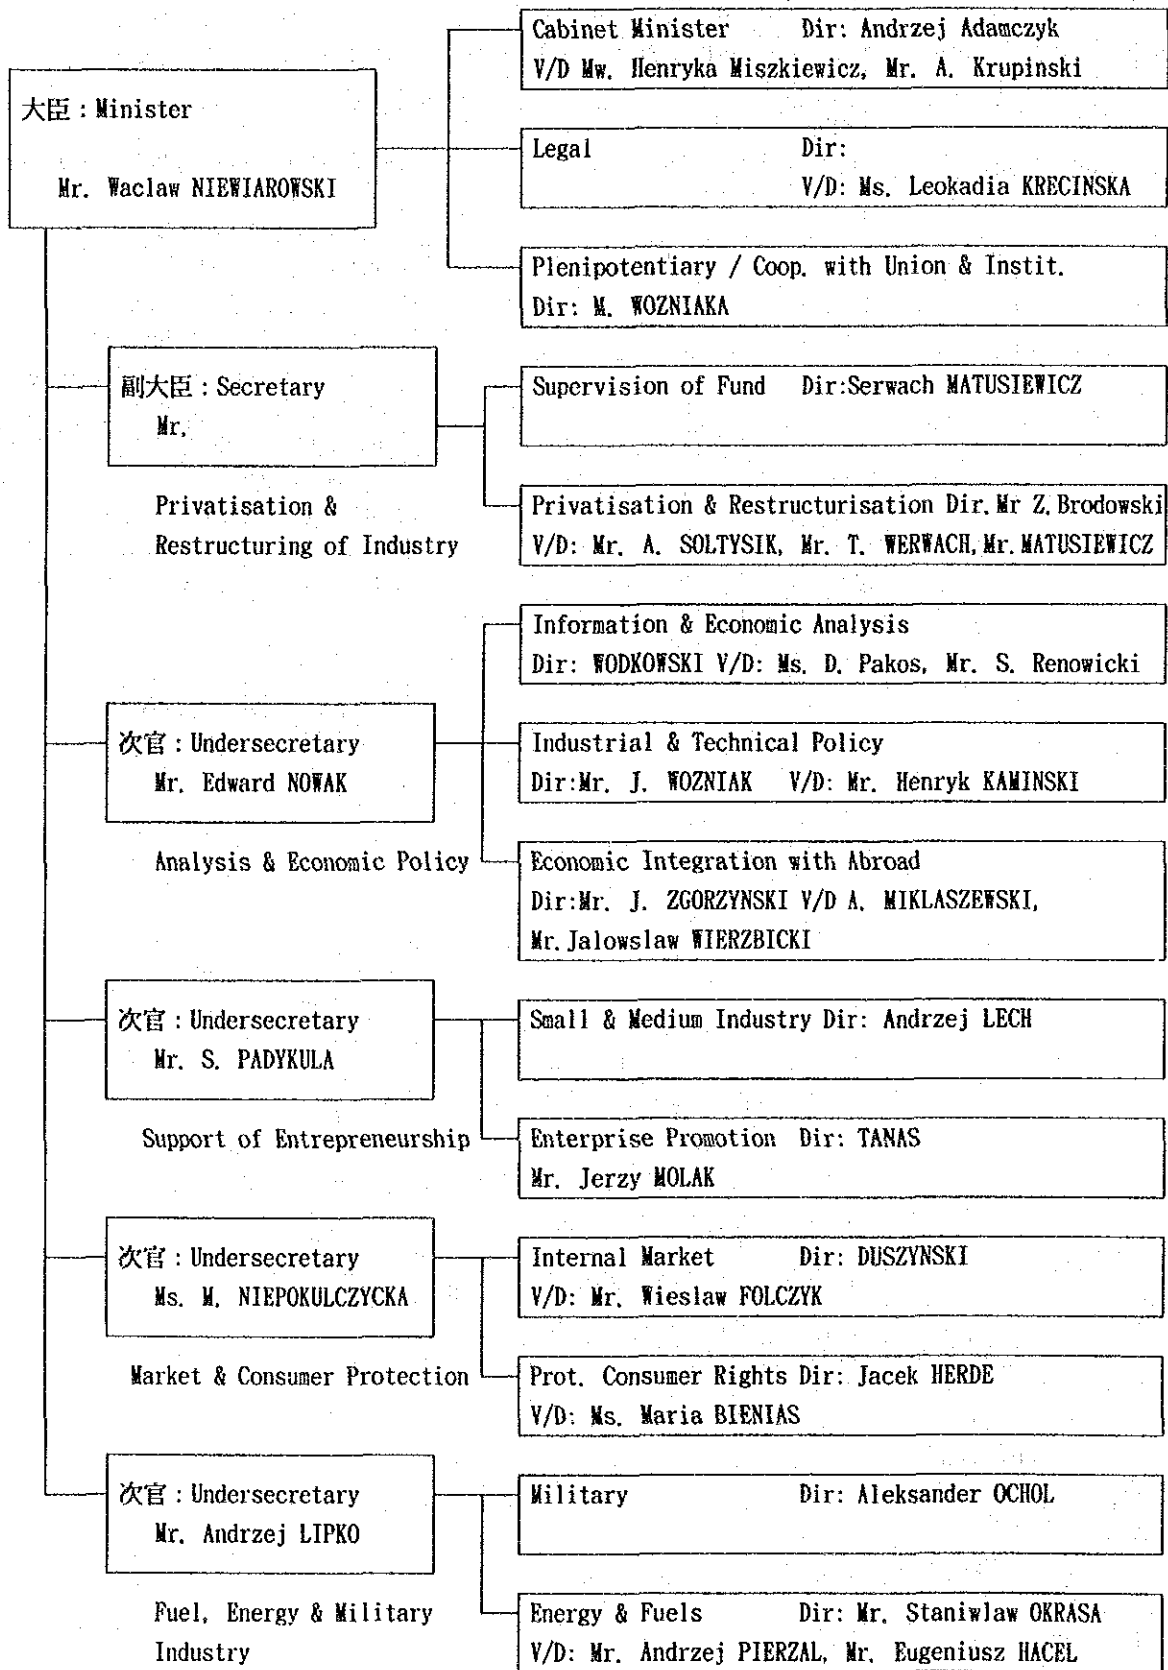 Cabinet Minister Dir: Andrzej Adamczyk
V/D Mw. Henryka Miszkiewicz, Mr. A. Krupinski
大臣 : Minister
Mr. Waclaw NIEWIAROWSKI
Legal Dir:
V/D: Ms. Leokadia KRECINSKA
Plenipotentiary / Coop. with Union & Instit.
Dir: M. WOZNIAKA
副大臣 : Secretary
Mr.
Privatisation &
Restructuring of Industry
Supervision of Fund Dir:Serwach MATUSIEWICZ
Privatisation & Restructurisation Dir. Mr Z. Brodowski
V/D: Mr. A. SOLTYSIK, Mr. T. WERWACH, Mr. MATUSIEWICZ
Information & Economic Analysis
Dir: WODKOWSKI V/D: Ms. D. Pakos, Mr. S. Renowicki
次官 : Undersecretary
Mr. Edward NOWAK
Analysis & Economic Policy
Industrial & Technical Policy
Dir:Mr. J. WOZNIAK V/D: Mr. Henryk KAMINSKI
Economic Integration with Abroad
Dir:Mr. J. ZGORZYNSKI V/D A. MIKLASZEWSKI,
Mr. Jalowslaw WIERZBICKI
次官 : Undersecretary
Mr. S. PADYKULA
Support of Entrepreneurship
Small & Medium Industry Dir: Andrzej LECH
Enterprise Promotion Dir: TANAS
Mr. Jerzy MOLAK
次官 : Undersecretary
Ms. M. NIEPOKULCZYCKA
Market & Consumer Protection
Internal Market Dir: DUSZYNSKI
V/D: Mr. Wieslaw FOLCZYK
Prot. Consumer Rights Dir: Jacek HERDE
V/D: Ms. Maria BIENIAS
次官 : Undersecretary
Mr. Andrzej LIPKO
Fuel, Energy & Military
Industry
Military Dir: Aleksander OCHOL
Energy & Fuels Dir: Mr. Staniwlaw OKRASA
V/D: Mr. Andrzej PIERZAL, Mr. Eugeniusz HACEL